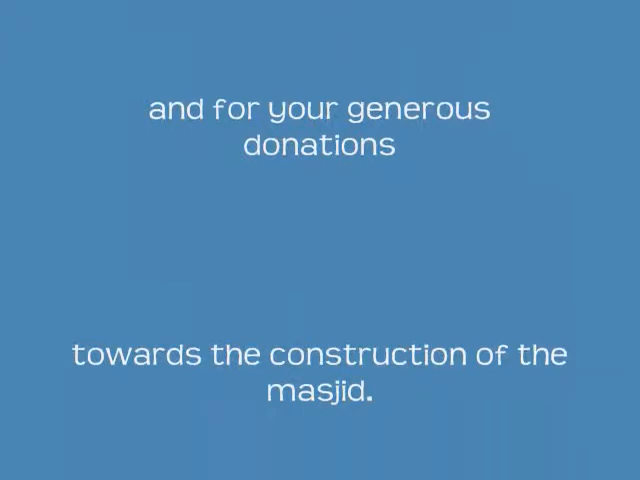 and for your generous
donations
towards the construction of the
masjid.